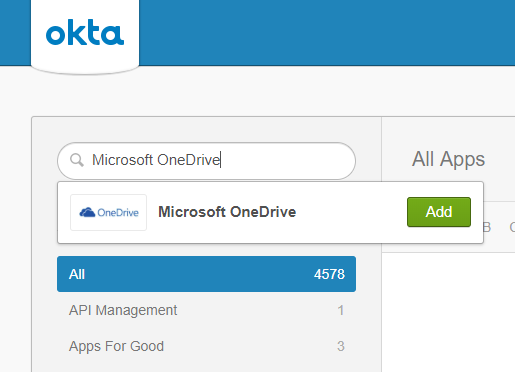 okta
Microsoft OneDrive
All Apps
OneDrive
Microsoft OneDrive
Add
B
All
4578
API Management
1
Apps For Good
3